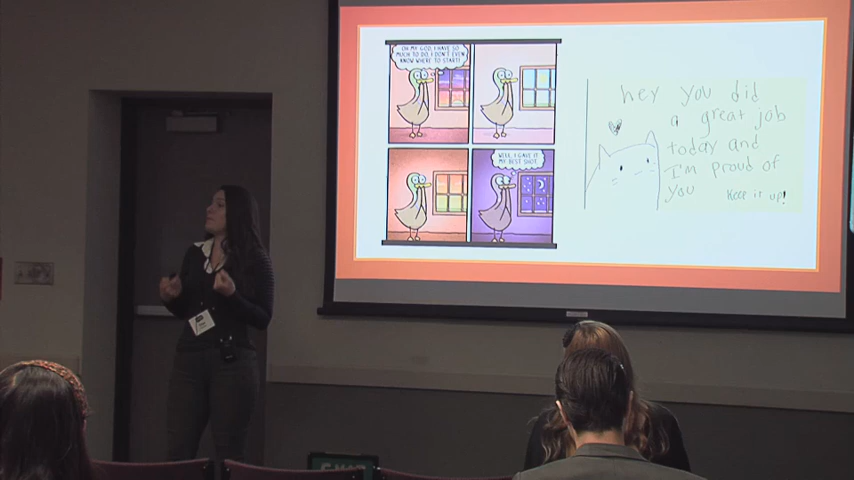 OH MY GOD, I HAVE SO
MUCH TO DO, I DON'T EVEN
KNOW WHERE TO START!
WELL, I GAVE IT
MY BEST SHOT.
hey you did
a great job
today and
I'm proud of
you
Keep it up!